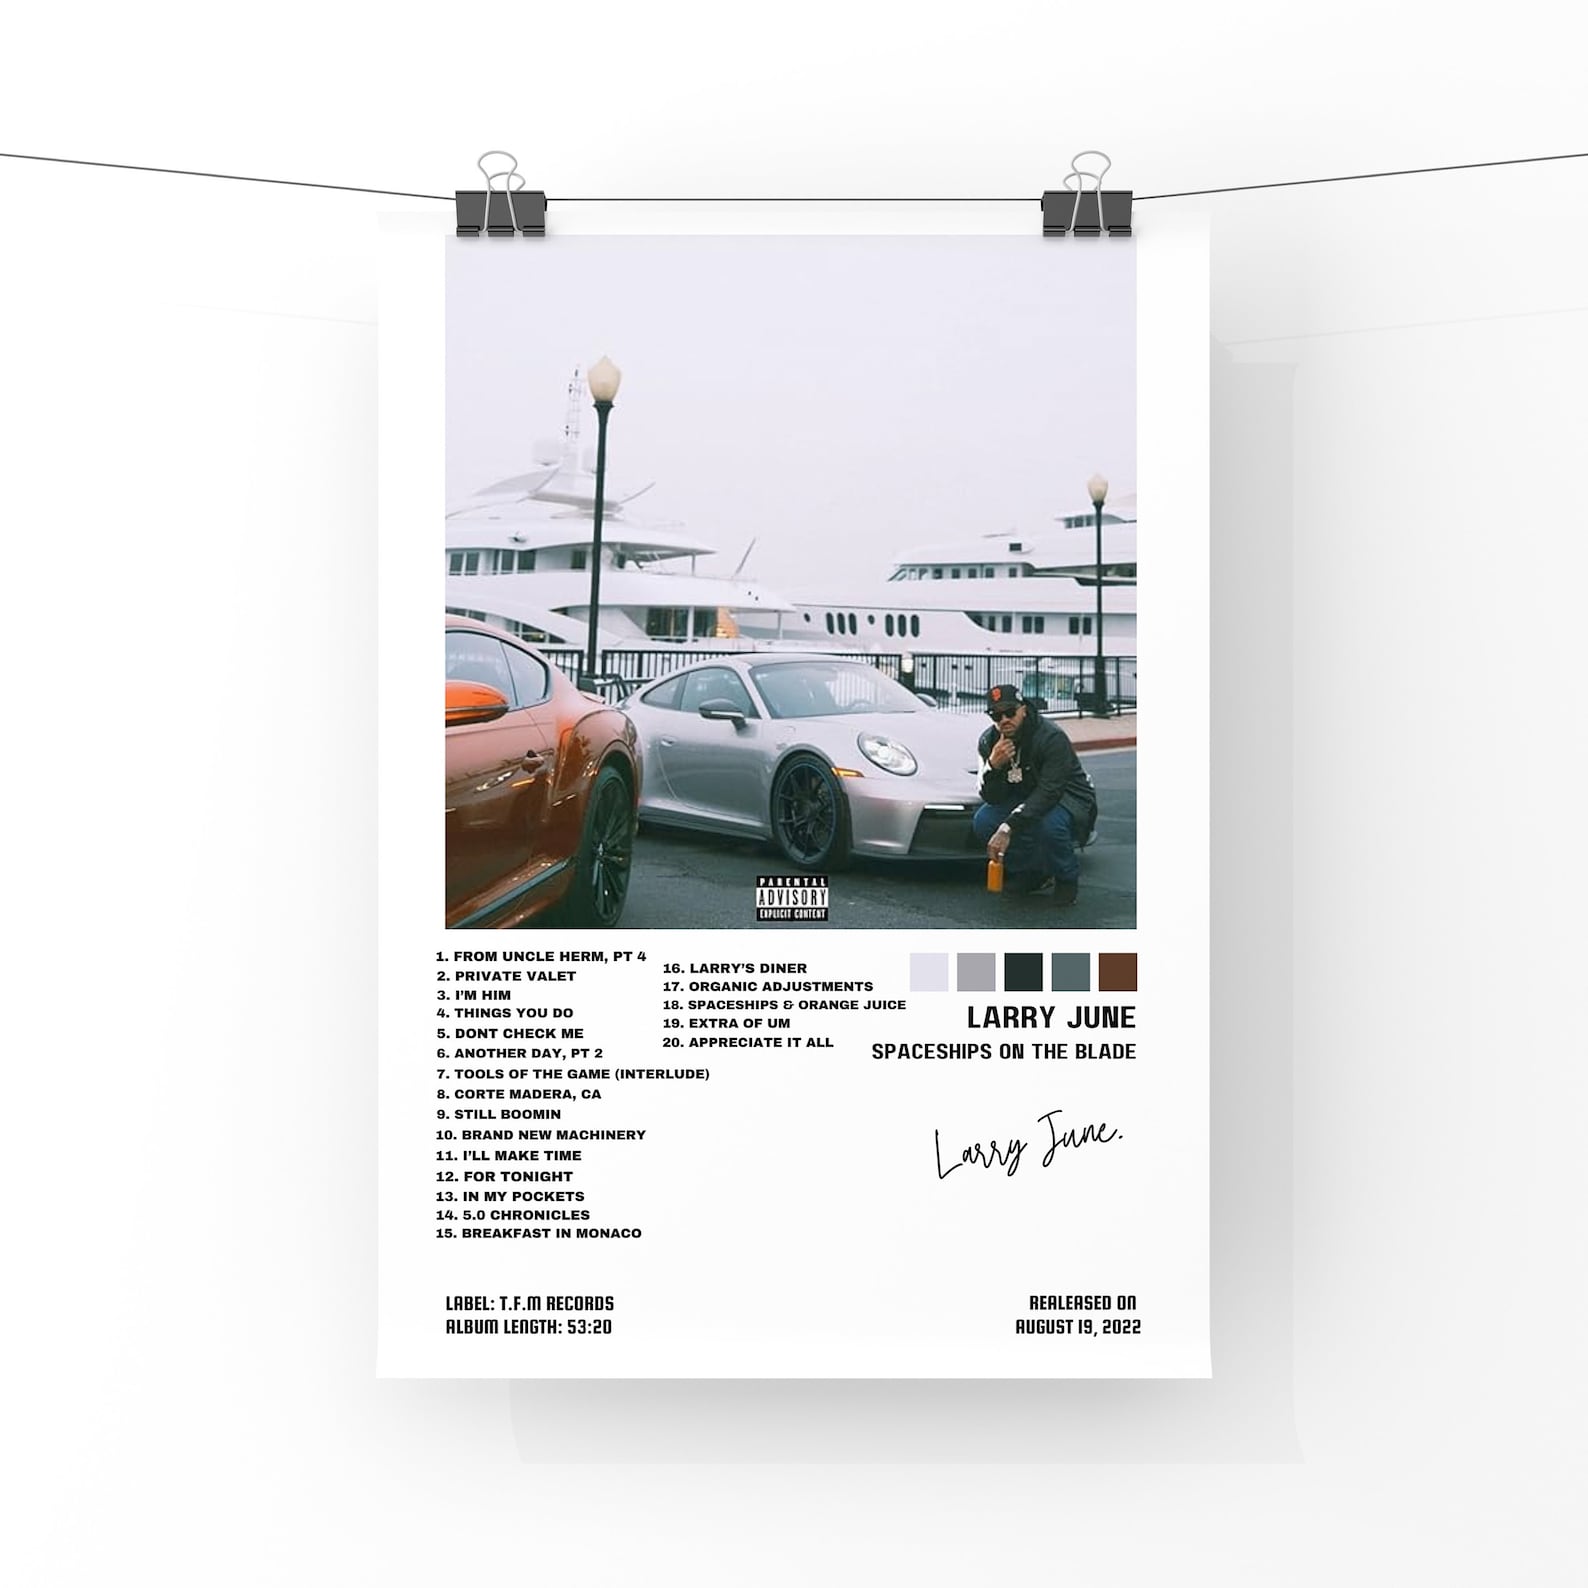 PARENTAL
ADVISORY
EXPLICIT CONTENT
1. FROM UNCLE HERM, PT 4
2. PRIVATE VALET
3. I'M HIM
4. THINGS YOU DO
5. DONT CHECK ME
6. ANOTHER DAY, PT 2
7. TOOLS OF THE GAME (INTERLUDE)
8. CORTE MADERA, CA
9. STILL BOOMIN
10. BRAND NEW MACHINERY
11. I'LL MAKE TIME
12. FOR TONIGHT
13. IN MY POCKETS
14. 5.0 CHRONICLES
15. BREAKFAST IN MONACO
16. LARRY'S DINER
17. ORGANIC ADJUSTMENTS
18. SPACESHIPS & ORANGE JUICE
19. EXTRA OF UM
20. APPRECIATE IT ALL
LARRY JUNE
SPACESHIPS ON THE BLADE
Larry June.
LABEL: T.F.M RECORDS
ALBUM LENGTH: 53:20
REALEASED ON
AUGUST 19, 2022